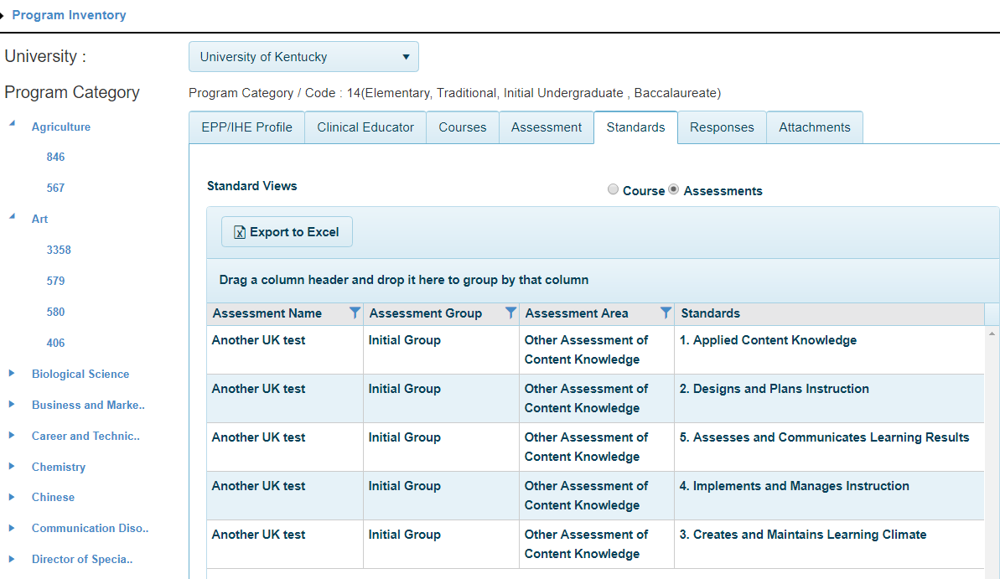 Program Inventory
University :
University of Kentucky
Program Category
Program Category / Code : 14(Elementary, Traditional, Initial Undergraduate , Baccalaureate)
Agriculture
846
567
Art
3358
579
580
406
Biological Science
Business and Marke..
Career and Technic..
Chemistry
Chinese
Communication Diso..
Director of Specia..
EPP/IHE Profile Clinical Educator Courses Assessment Standards Responses Attachments
Standard Views Course Assessments
Export to Excel
Drag a column header and drop it here to group by that column
Assessment Name Assessment Group Assessment Area Standards
Another UK test Initial Group Other Assessment of 1. Applied Content Knowledge
Content Knowledge
Another UK test Initial Group Other Assessment of 2. Designs and Plans Instruction
Content Knowledge
Another UK test Initial Group Other Assessment of 5. Assesses and Communicates Learning Results
Content Knowledge
Another UK test Initial Group Other Assessment of 4. Implements and Manages Instruction
Content Knowledge
Another UK test Initial Group Other Assessment of 3. Creates and Maintains Learning Climate
Content Knowledge